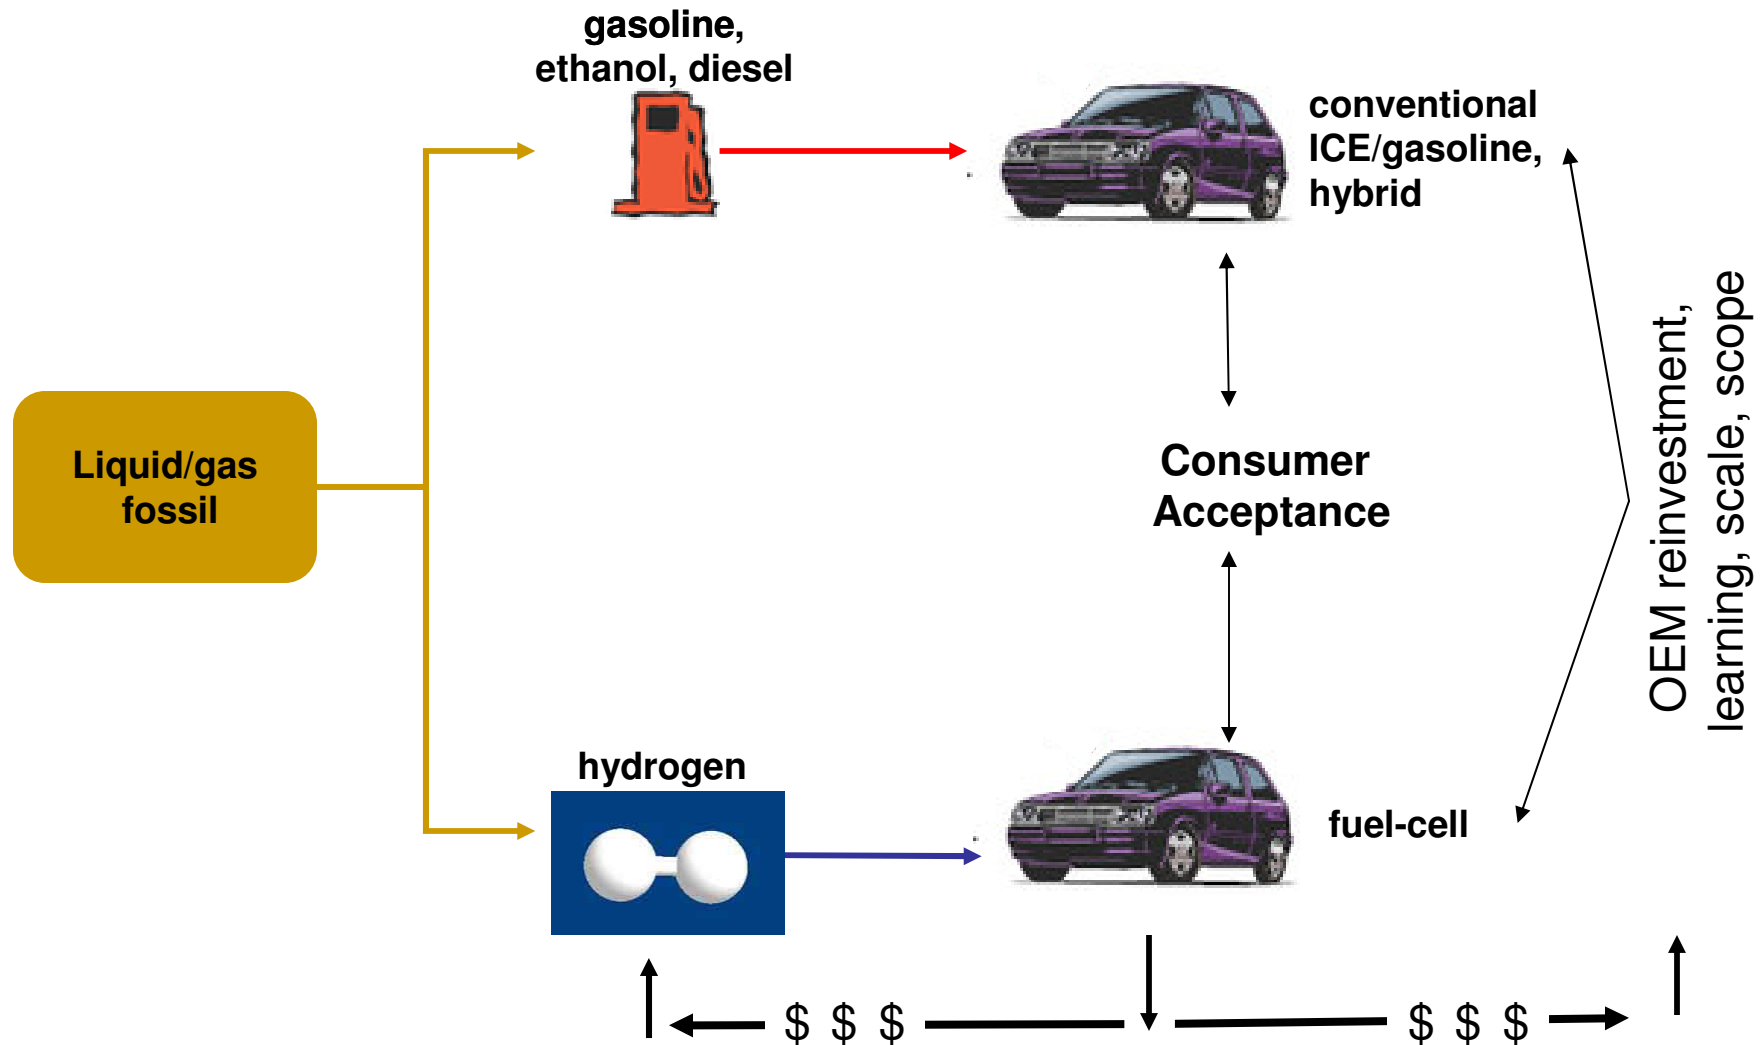 gasoline,
ethanol, diesel
conventional
ICE/gasoline,
hybrid
Liquid/gas
fossil
Consumer
Acceptance
OEM reinvestment,
learning, scale, scope
hydrogen
fuel-cell
$ $ $
$ $ $